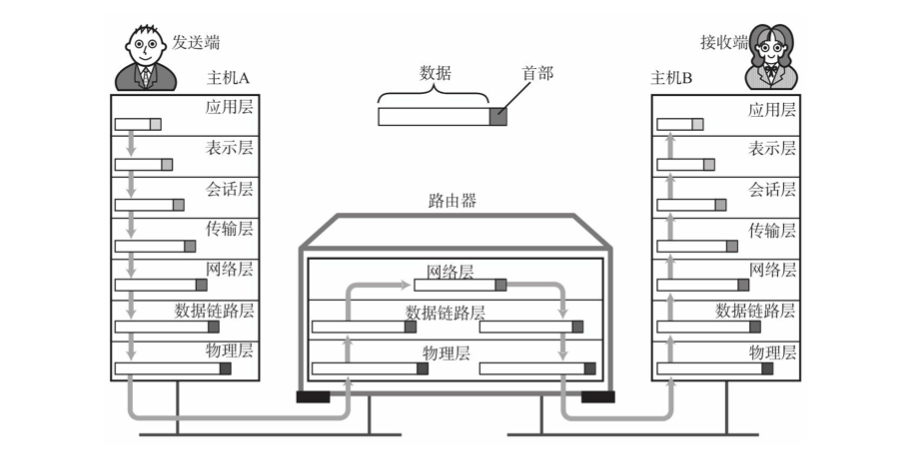 发送端
接收端
主机A
主机B
数据
首部
应用层
表示层
会话层
传输层
网络层
数据链路层
物理层
路由器
网络层
数据链路层
物理层
应用层
表示层
会话层
传输层
网络层
数据链路层
物理层